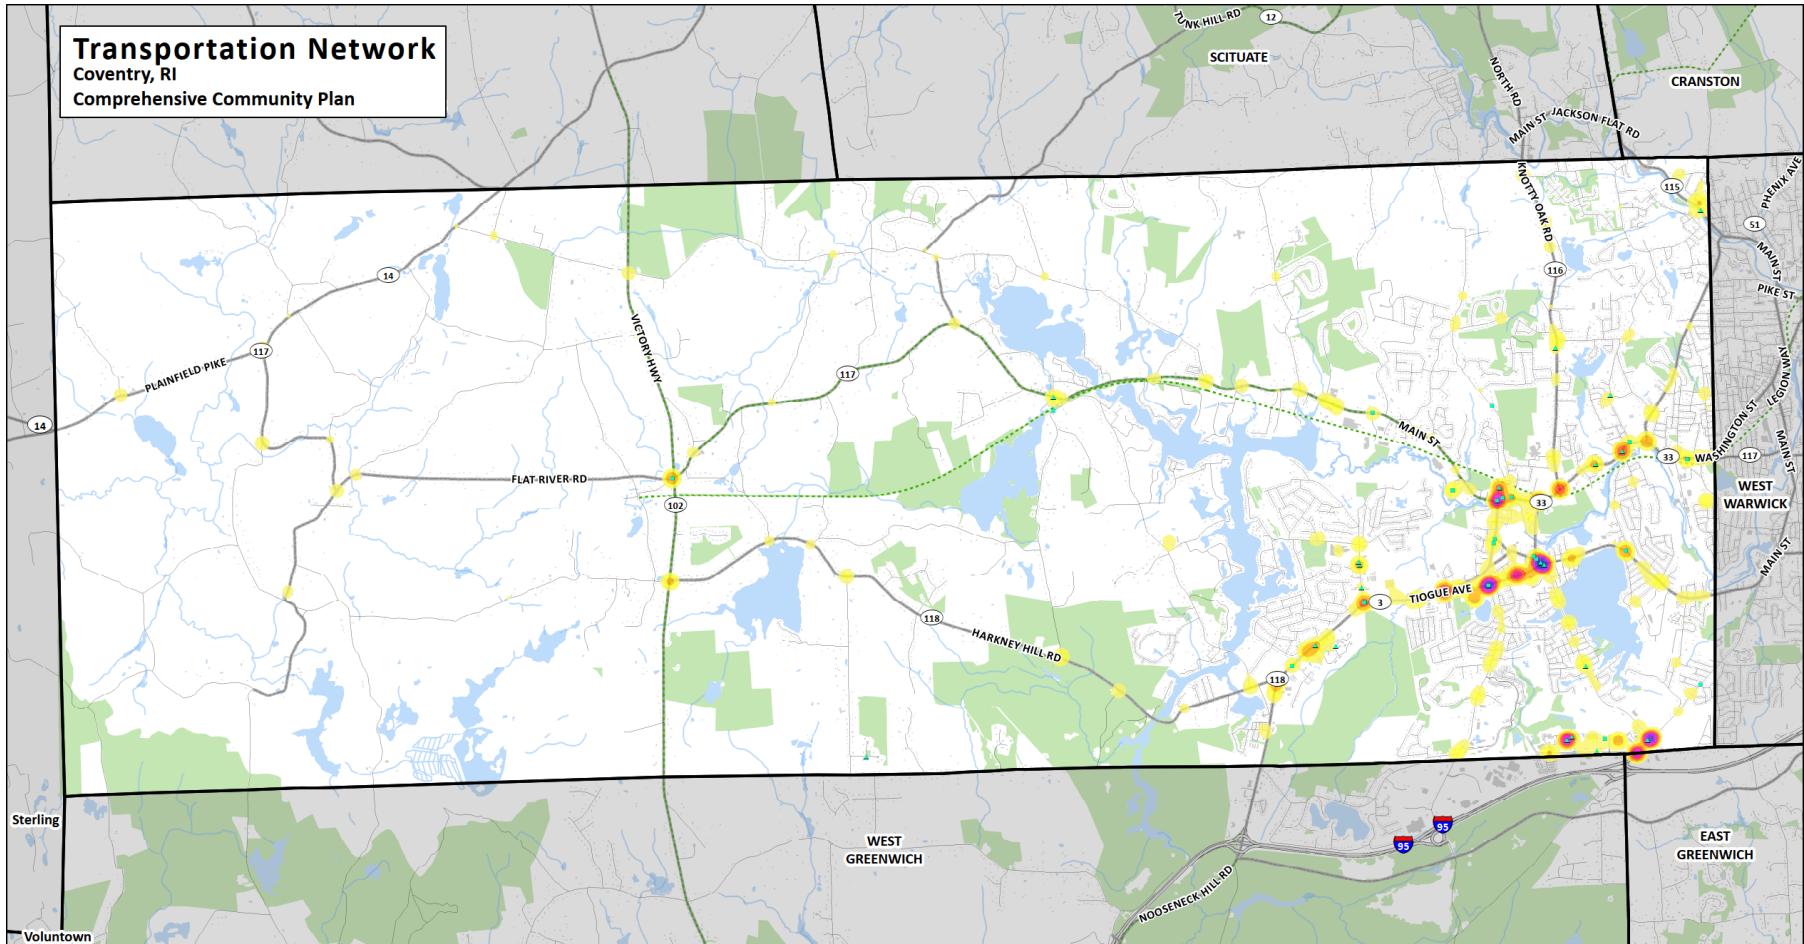 Transportation Network
Coventry, RI
Comprehensive Community Plan
TUNK HILL RD
12
SCITUATE
CRANSTON
NORTH RD
MAIN ST
JACKSON FLAT RD
KNOTTY OAK RD
115
PHENIX AVE
51
MAIN ST
PIKE ST
116
14
117
PLAINFIELD PIKE
14
VICTORY HWY
117
LEGION WAY
MAIN ST
WASHINGTON ST
33
117
MAIN ST
FLAT RIVER RD
102
33
WEST
WARWICK
MAIN ST
TIOGUE AVE
3
118
HARKNEY HILL RD
118
Sterling
WEST
GREENWICH
95
95
EAST
GREENWICH
NOOSENECK HILL RD
Voluntown